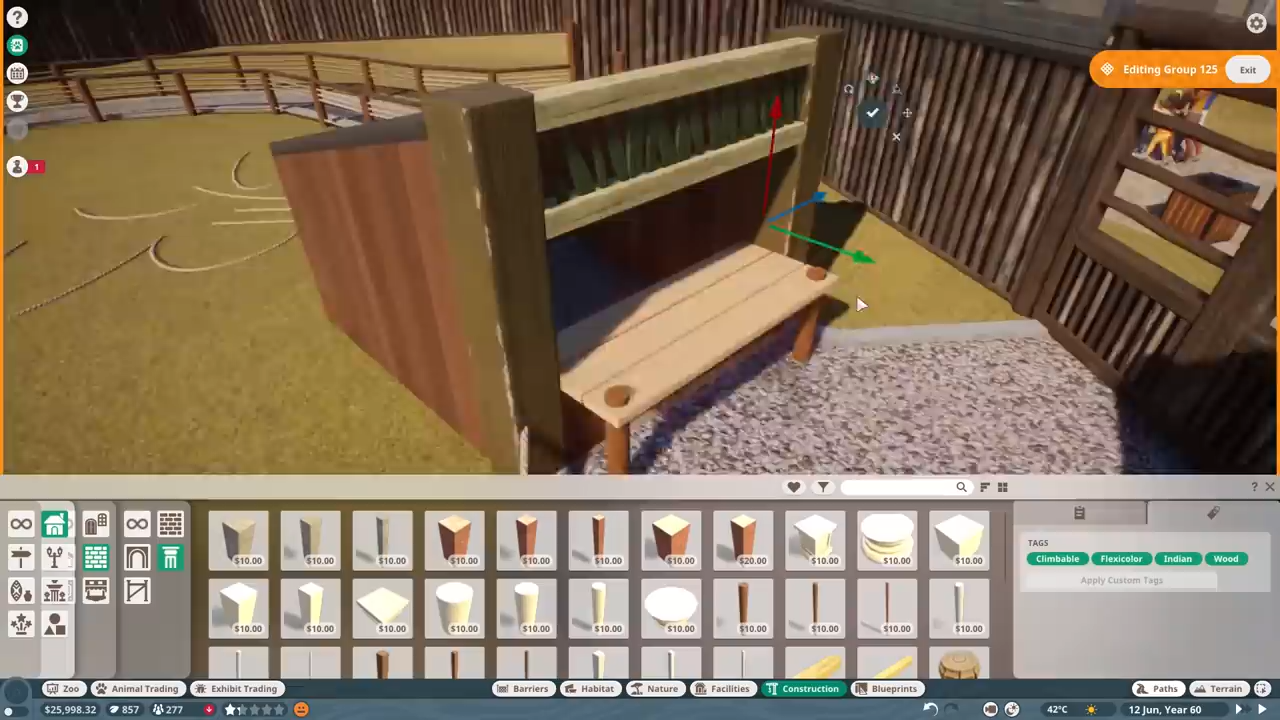 Editing Group 125
Exit
1
$10.00 $10.00 $10.00 $10.00 $10.00 $10.00 $10.00 $20.00 $10.00 $10.00 $10.00
$10.00 $10.00 $10.00 $10.00 $10.00 $10.00 $10.00 $10.00 $10.00 $10.00 $10.00
TAGS
Climbable Flexicolor Indian Wood
Apply Custom Tags
Zoo Animal Trading Exhibit Trading Barriers Habitat Nature Facilities Construction Blueprints Paths Terrain
$25,998.32 857 277 42°C 12 Jun, Year 60